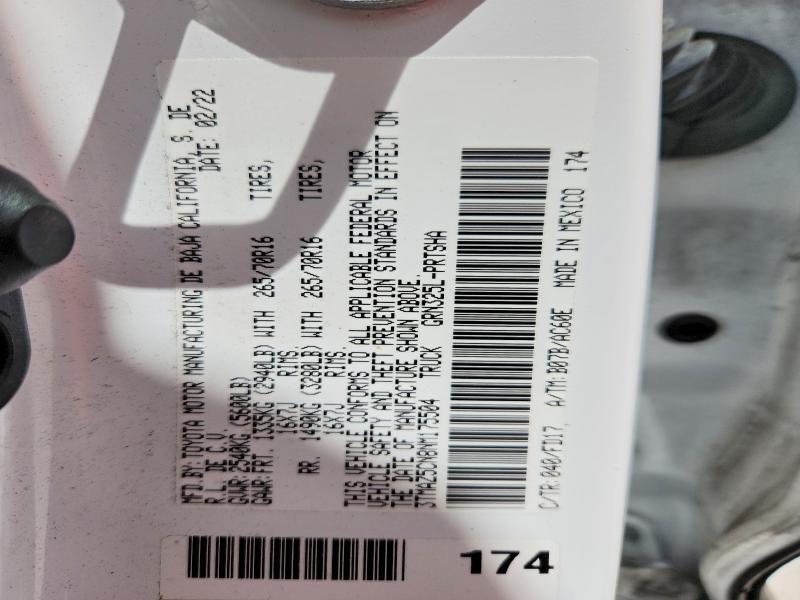 MFD BY: TOYOTA MOTOR MANUFACTURING DE BAJA CALIFORNIA, S. DE
R.L. DE C.V. DATE: 02/22
GVWR: 2540KG (5600LB)
GAWR: FRT. 1335KG (2940LB) WITH 265/70R16 TIRES,
16X7J RIMS
RR. 1490KG (3280LB) WITH 265/70R16 TIRES,
16X7J RIMS
THIS VEHICLE CONFORMS TO ALL APPLICABLE FEDERAL MOTOR
VEHICLE SAFETY AND THEFT PREVENTION STANDARDS IN EFFECT ON
THE DATE OF MANUFACTURE SHOWN ABOVE.
3TMAZ5CN8NM175504 TRUCK GRN325L-PRTSHA
C/TR:040/FD17, A/TM:B07B/AC60E MADE IN MEXICO 174
174